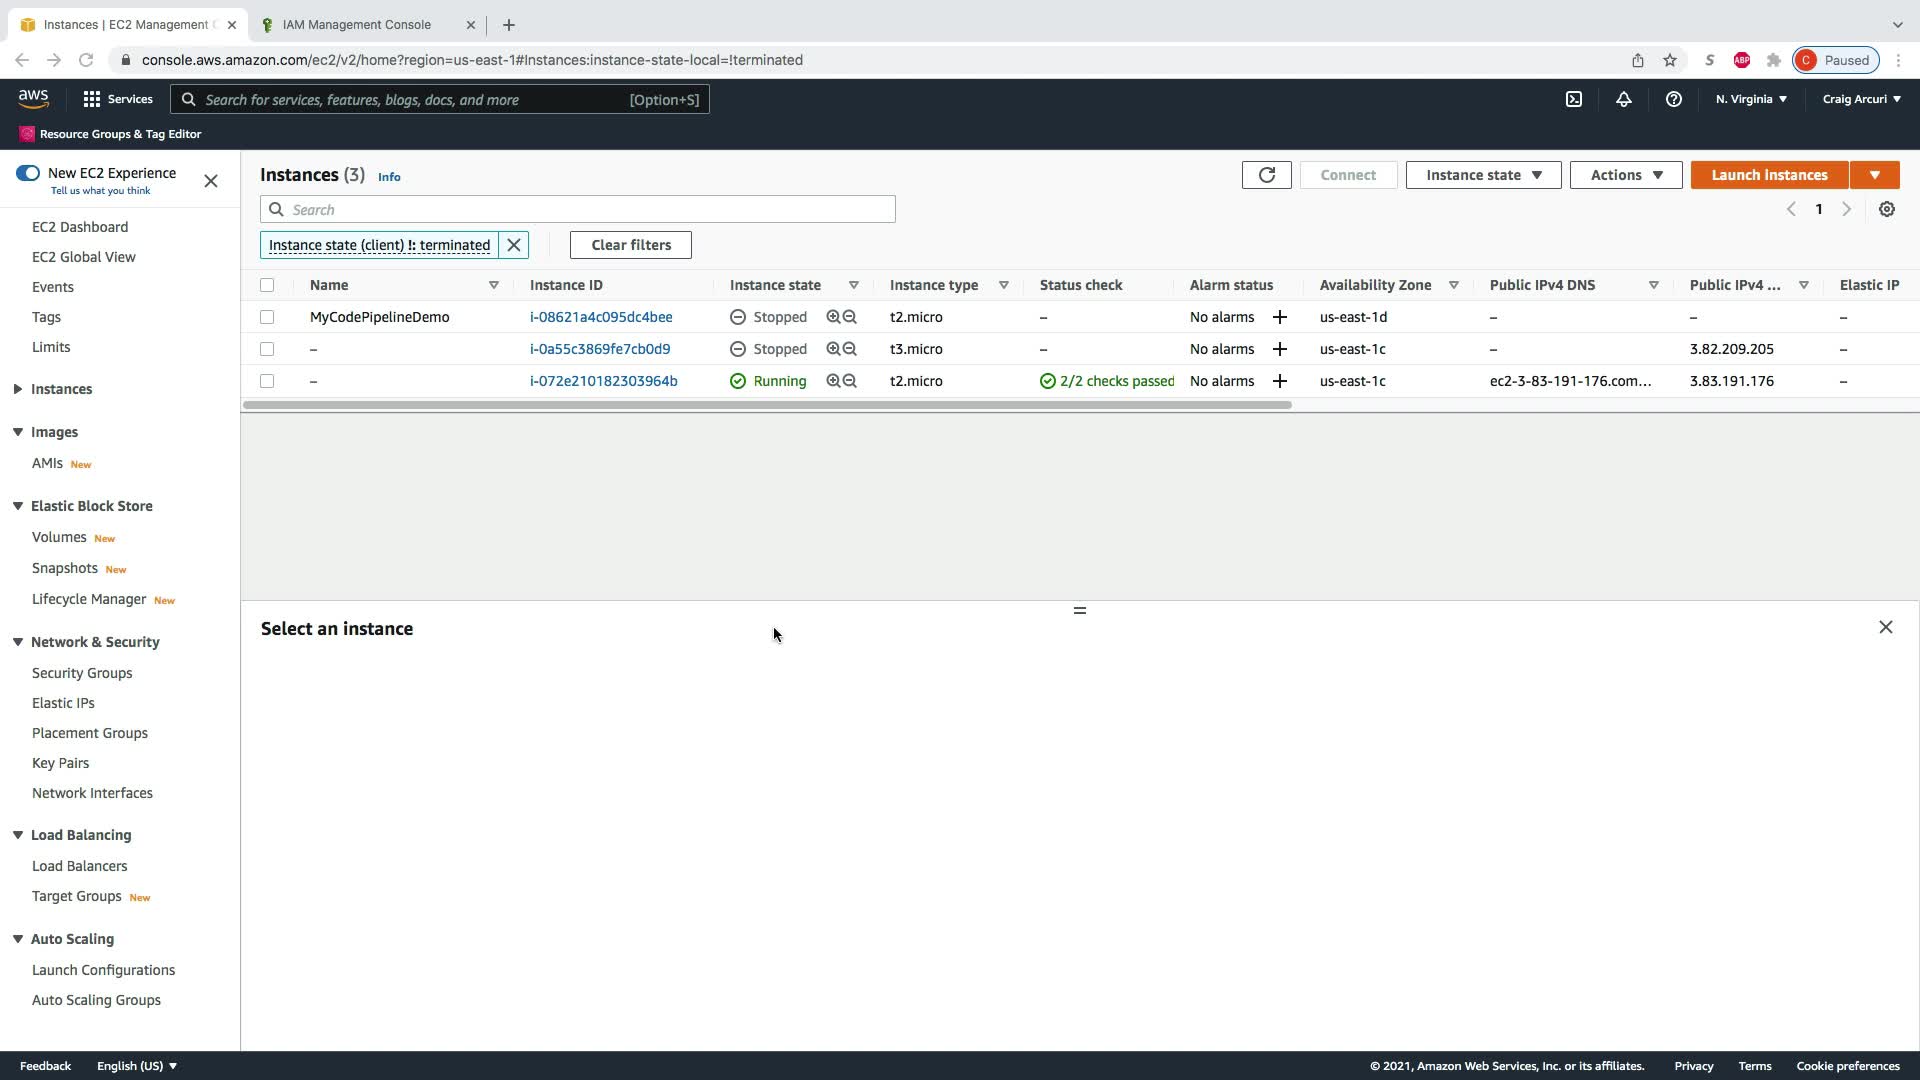 Instances | EC2 Management C
IAM Management Console
console.aws.amazon.com/ec2/v2/home?region=us-east-1#Instances:instance-state-local=!terminated
S
ABP
C Paused
aws
Services
Search for services, features, blogs, docs, and more [Option+S]
N. Virginia
Craig Arcuri
Resource Groups & Tag Editor
New EC2 Experience
Tell us what you think
EC2 Dashboard
EC2 Global View
Events
Tags
Limits
Instances
Images
AMIs New
Elastic Block Store
Volumes New
Snapshots New
Lifecycle Manager New
Network & Security
Security Groups
Elastic IPs
Placement Groups
Key Pairs
Network Interfaces
Load Balancing
Load Balancers
Target Groups New
Auto Scaling
Launch Configurations
Auto Scaling Groups
Instances (3) Info
Connect
Instance state
Actions
Launch instances
Search
1
Instance state (client) !: terminated
Clear filters
Name Instance ID Instance state Instance type Status check Alarm status Availability Zone Public IPv4 DNS Public IPv4 ... Elastic IP
MyCodePipelineDemo i-08621a4c095dc4bee Stopped t2.micro – No alarms + us-east-1d – – –
– i-0a55c3869fe7cb0d9 Stopped t3.micro – No alarms + us-east-1c – 3.82.209.205 –
– i-072e210182303964b Running t2.micro 2/2 checks passed No alarms + us-east-1c ec2-3-83-191-176.com... 3.83.191.176 –
Select an instance
Feedback
English (US)
© 2021, Amazon Web Services, Inc. or its affiliates.
Privacy
Terms
Cookie preferences